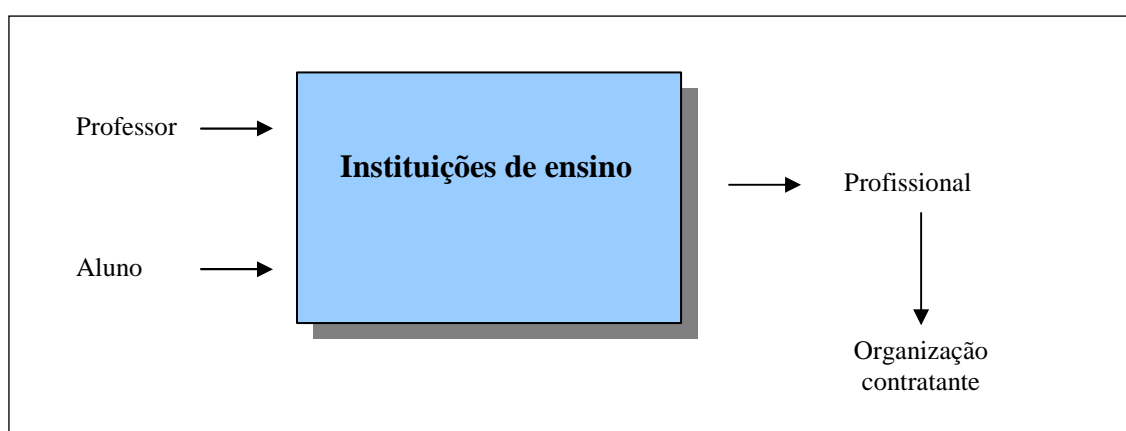 Professor
Instituições de ensino
Profissional
Aluno
Organização
contratante